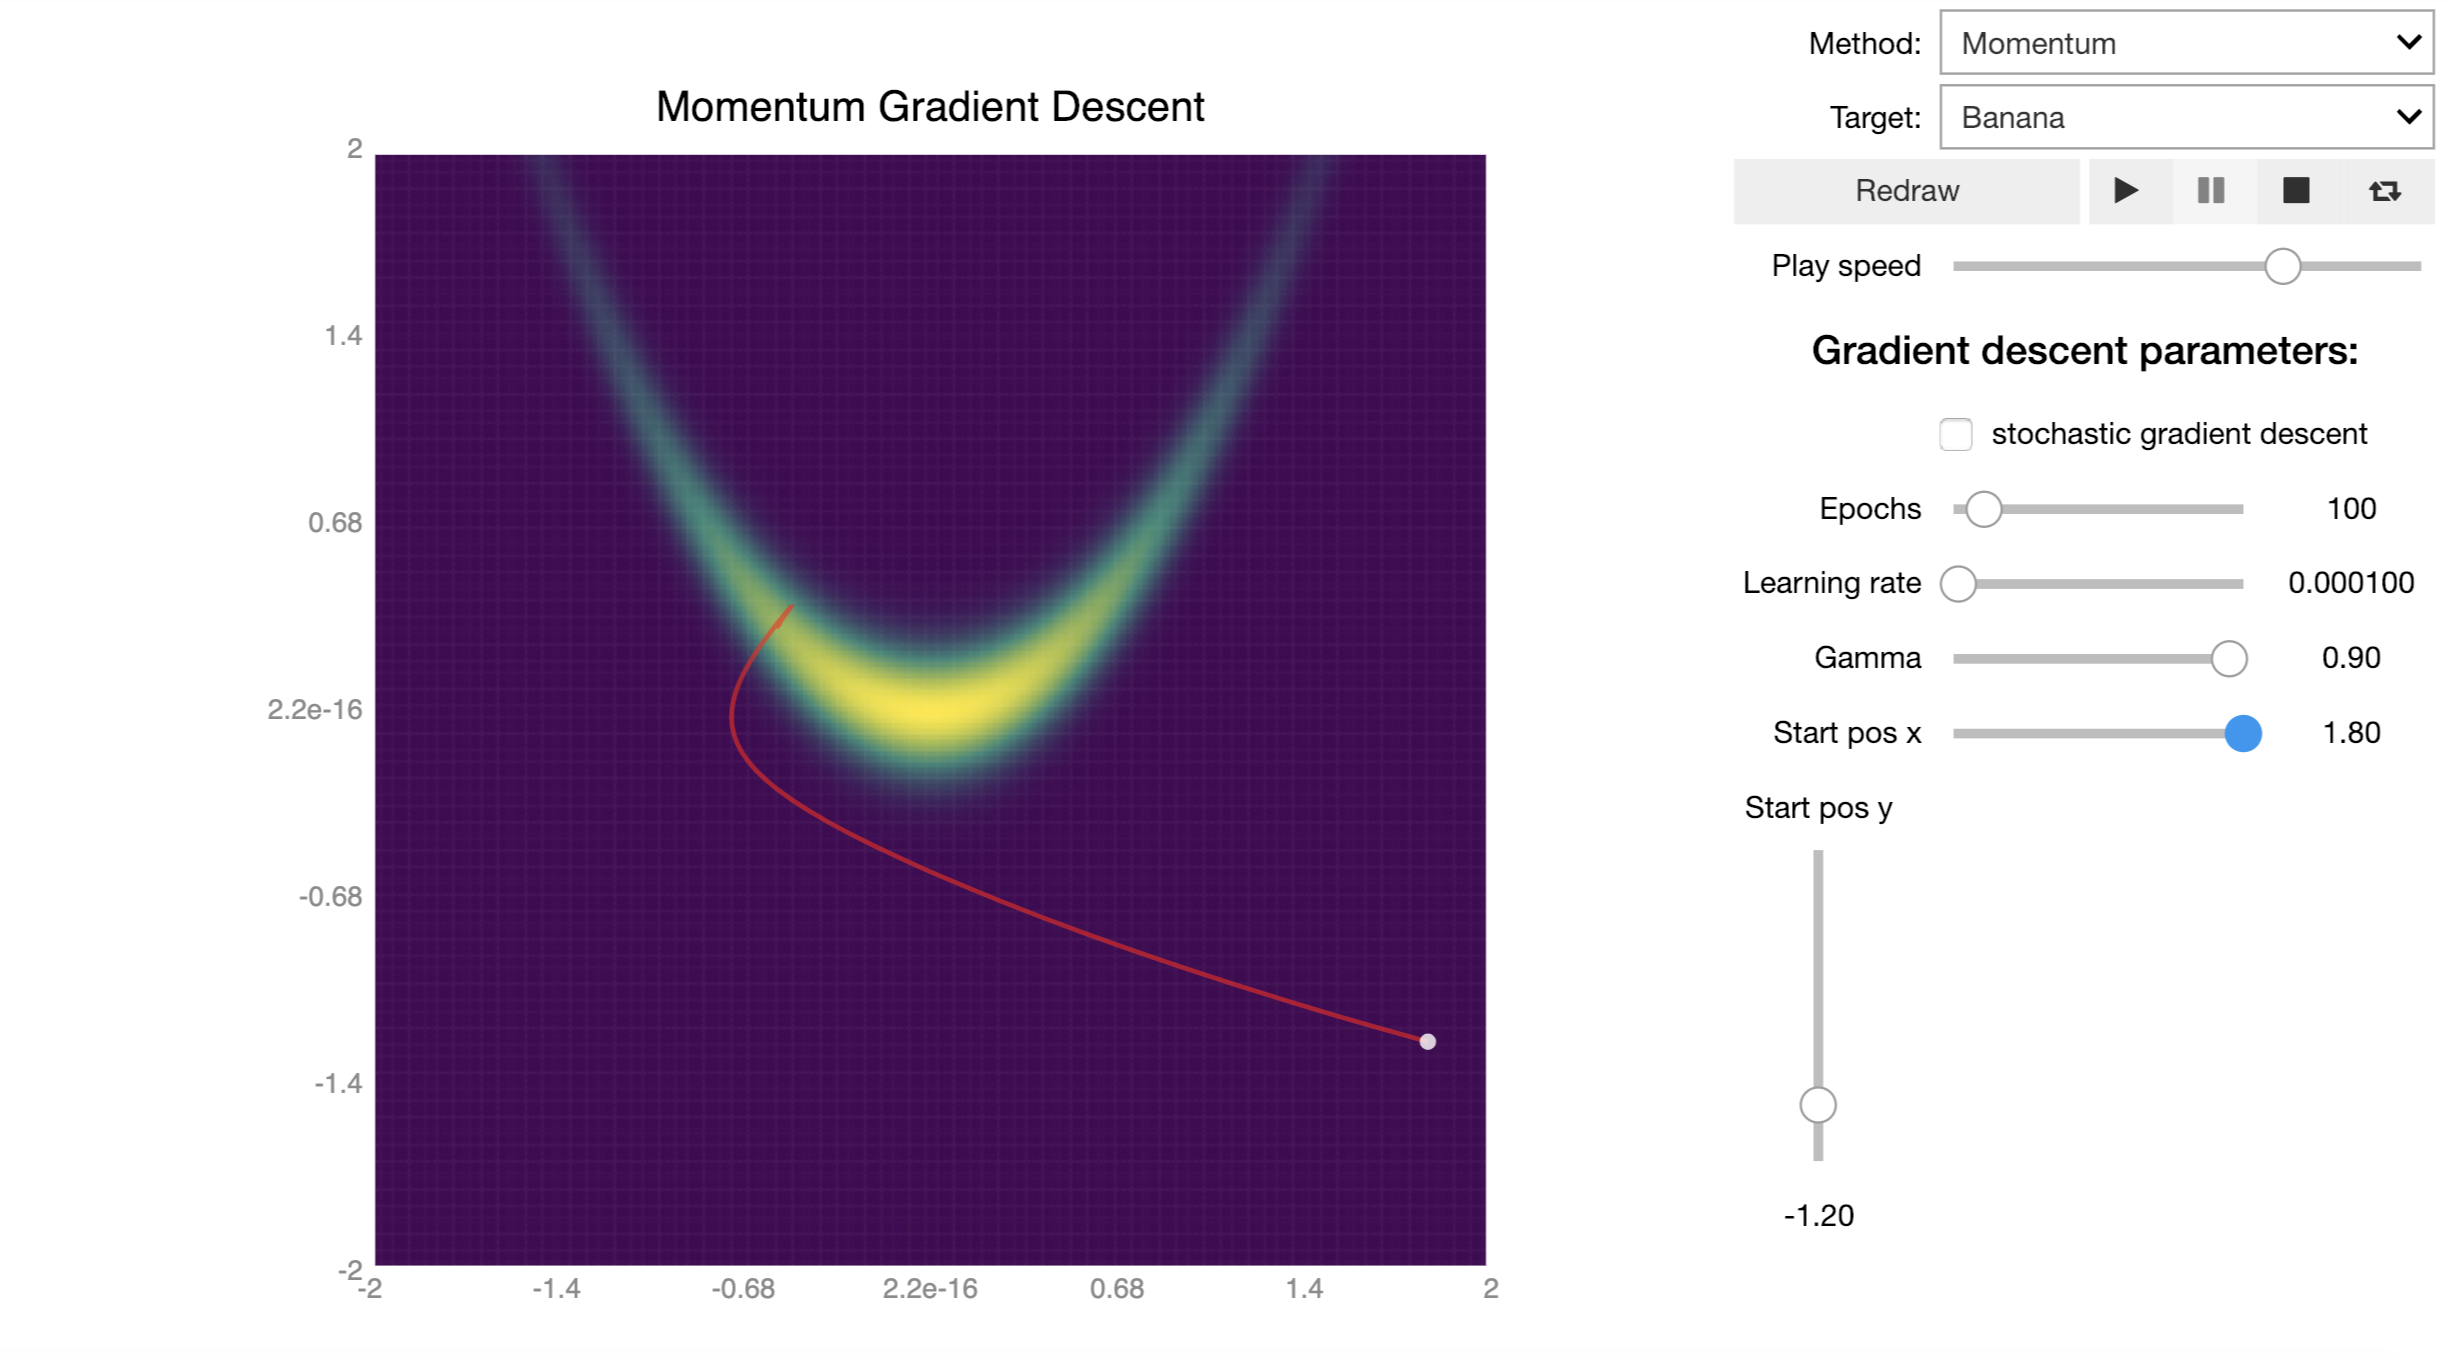 Method: Momentum
Target: Banana
Redraw
Play speed
Momentum Gradient Descent
2
1.4
0.68
2.2e-16
-0.68
-1.4
-2
-2 -1.4 -0.68 2.2e-16 0.68 1.4 2
Gradient descent parameters:
stochastic gradient descent
Epochs 100
Learning rate 0.000100
Gamma 0.90
Start pos x 1.80
Start pos y
-1.20